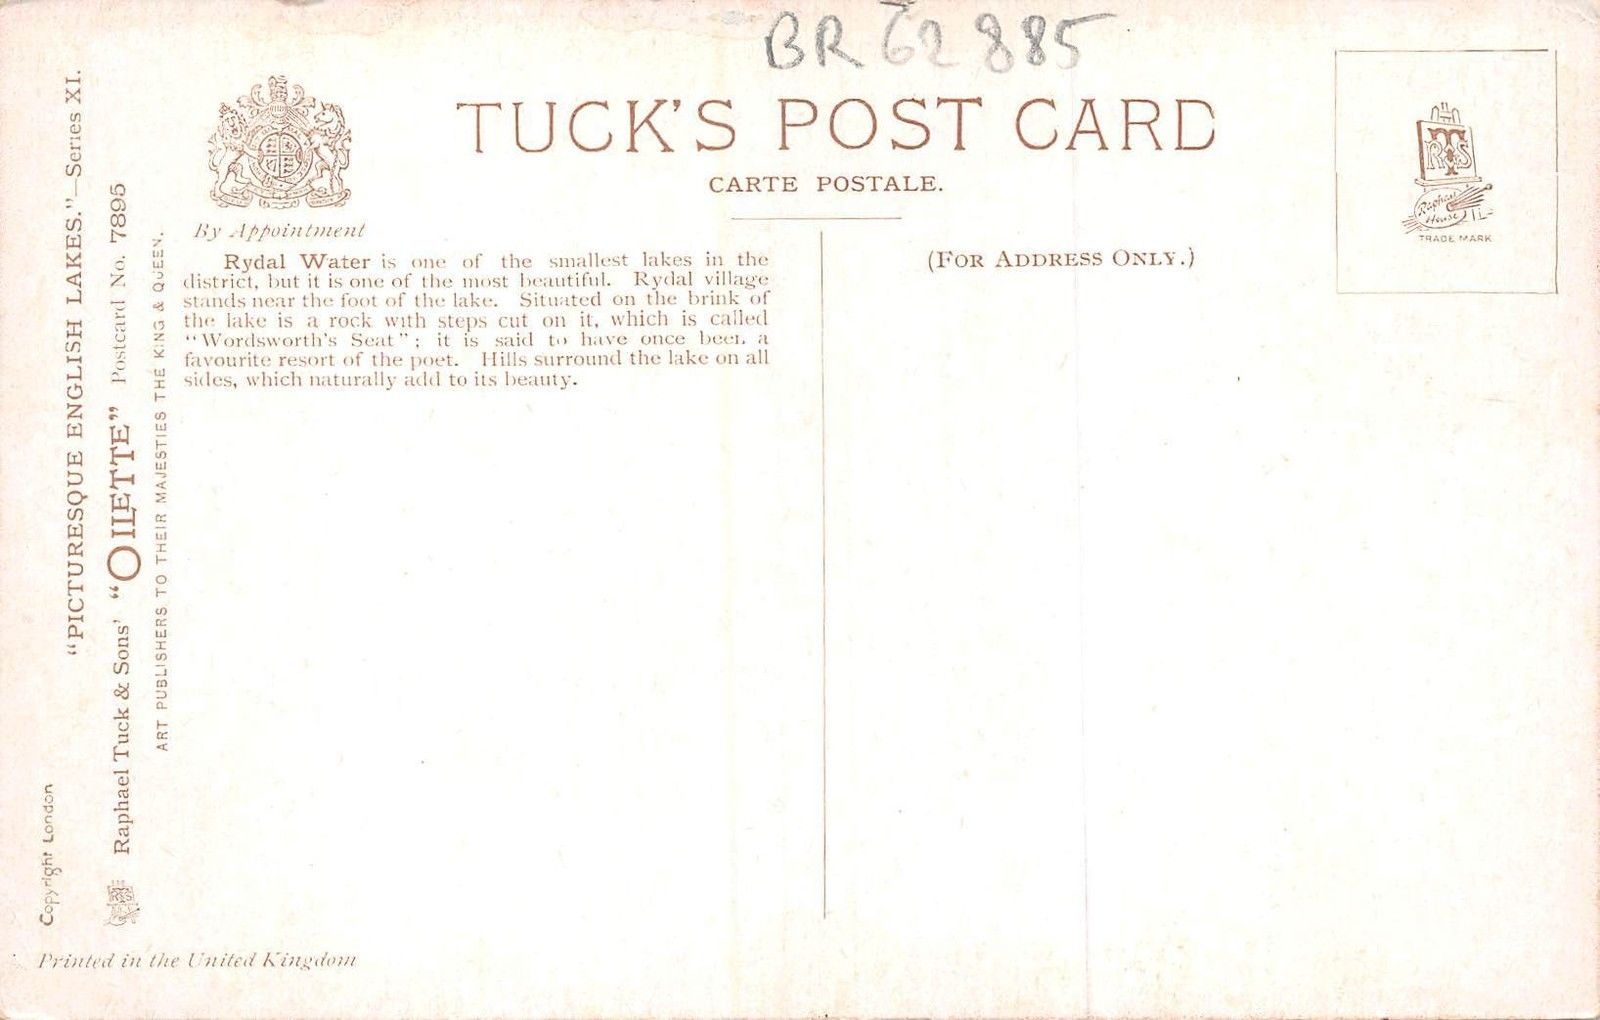 BR 62 885
TUCK'S POST CARD
CARTE POSTALE.
By Appointment
(FOR ADDRESS ONLY.)
Rydal Water is one of the smallest lakes in the
district, but it is one of the most beautiful. Rydal village
stands near the foot of the lake. Situated on the brink of
the lake is a rock with steps cut on it, which is called
"Wordsworth's Seat"; it is said to have once been a
favourite resort of the poet. Hills surround the lake on all
sides, which naturally add to its beauty.
RTS
Raphael
House
TRADE MARK
"PICTURESQUE ENGLISH LAKES."—Series XI.
Raphael Tuck & Sons' "OILETTE" Postcard No. 7895
ART PUBLISHERS TO THEIR MAJESTIES THE KING & QUEEN.
Copyright London
Printed in the United Kingdom